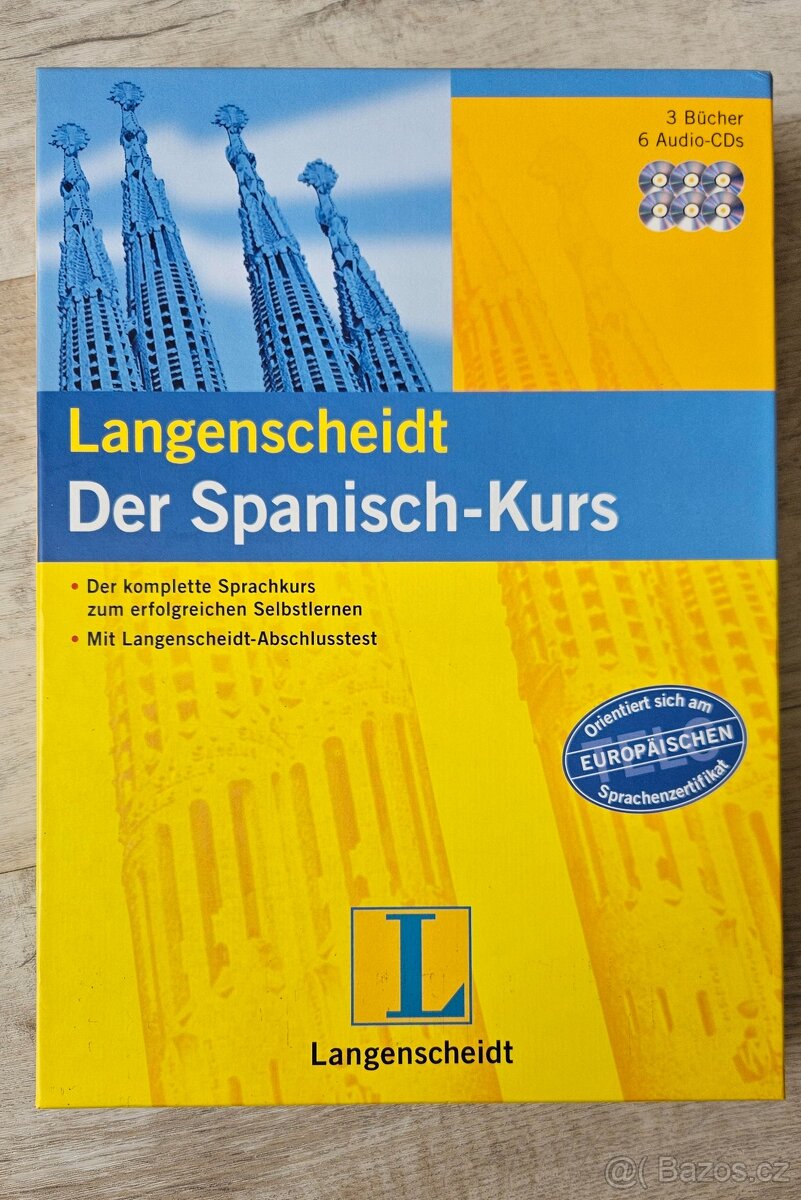 3 Bücher
6 Audio-CDs
Langenscheidt
Der Spanisch-Kurs
• Der komplette Sprachkurs
zum erfolgreichen Selbstlernen
• Mit Langenscheidt-Abschlusstest
Orientiert sich am
TELC
EUROPÄISCHEN
Sprachenzertifikat
L
Langenscheidt
@( Bazos.cz